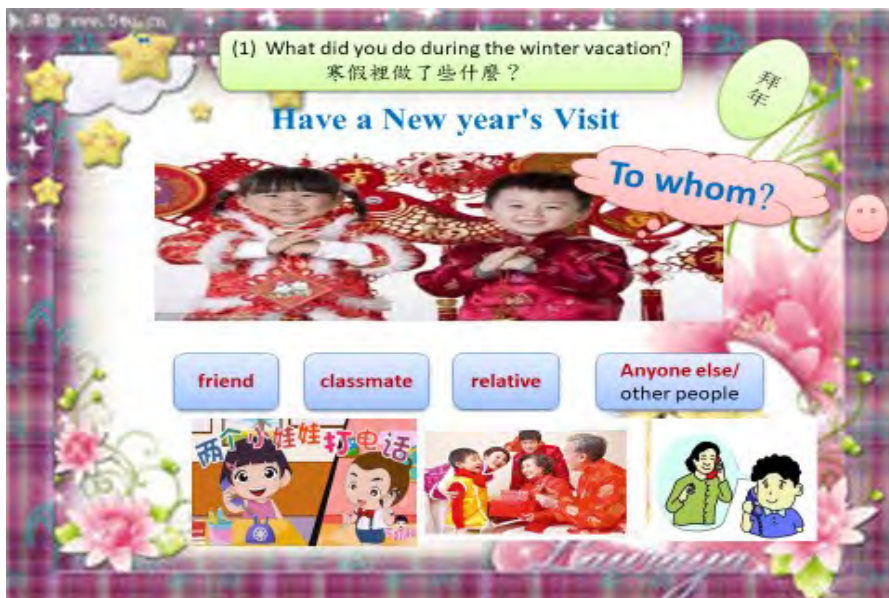 (1) What did you do during the winter vacation?
寒假裡做了些什麼？
拜
年
Have a New year's Visit
To whom?
friend
classmate
relative
Anyone else/
other people
两个小娃娃打电话